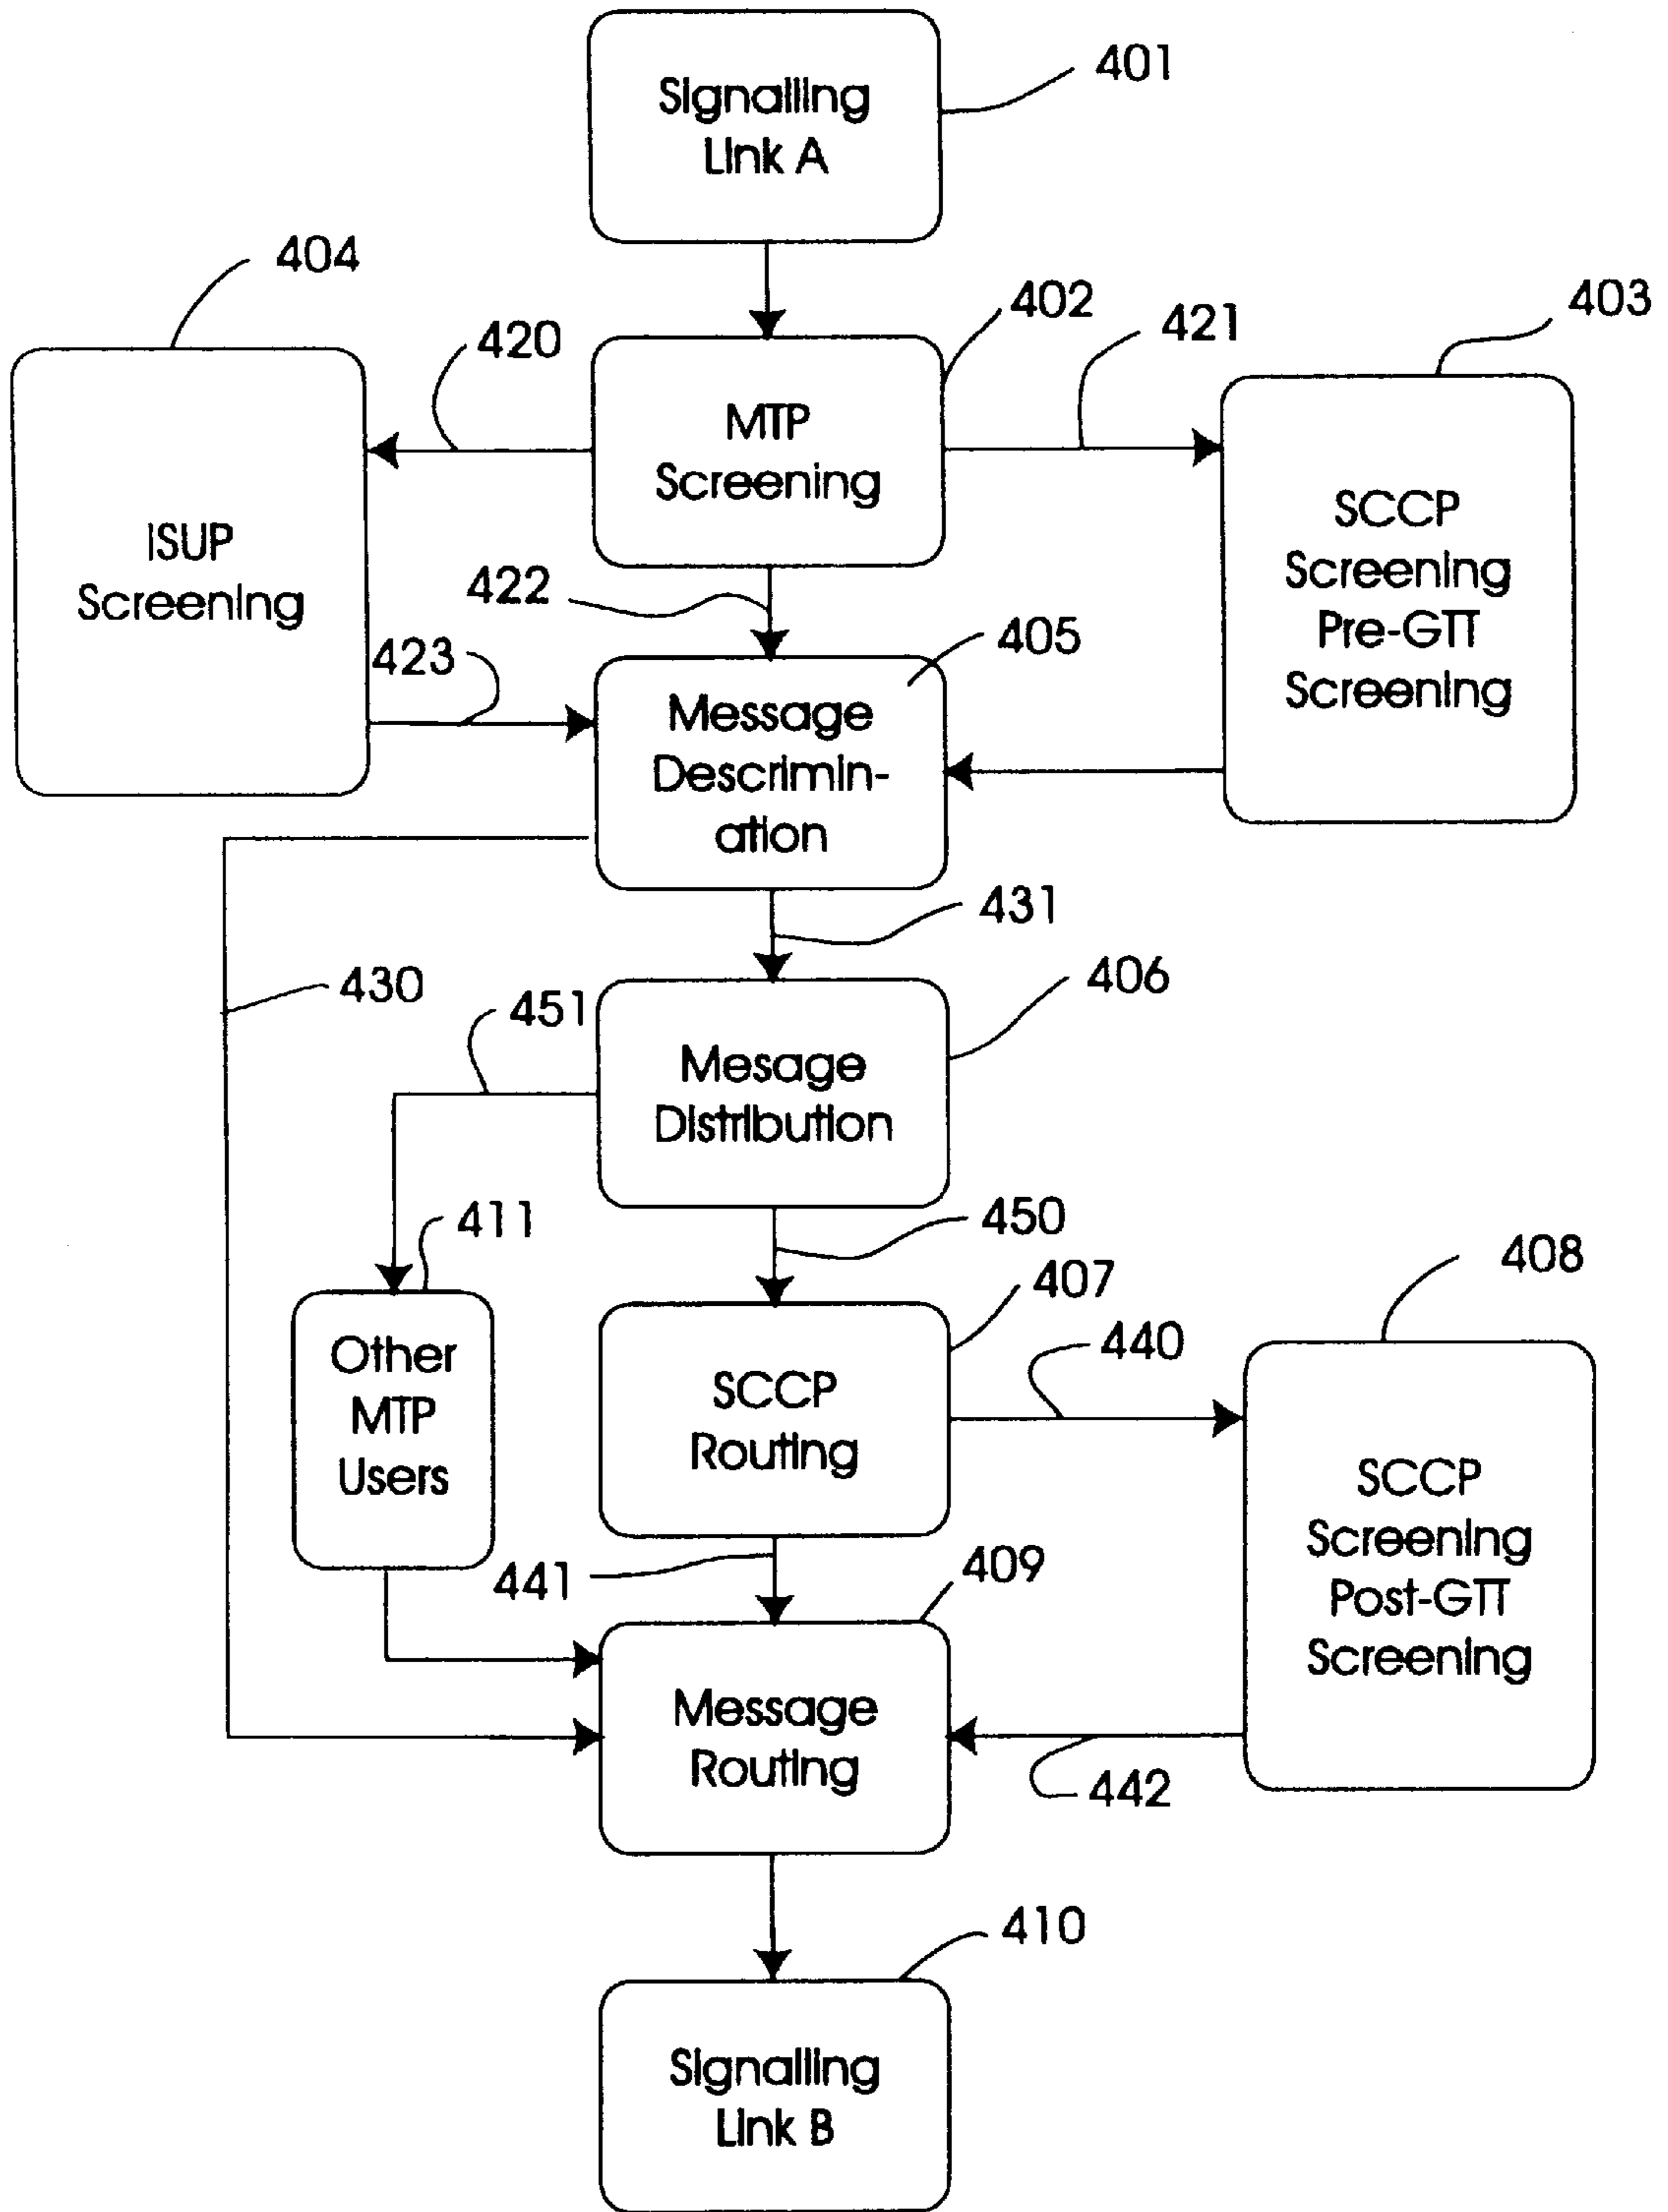 Signalling
Link A
401
404
402
403
420
421
MTP
Screening
ISUP
Screening
SCCP
Screening
Pre-GTT
Screening
422
405
423
Message
Descrimin-
ation
431
430
406
451
Mesage
Distribution
411
450
408
407
Other
MTP
Users
440
SCCP
Routing
SCCP
Screening
Post-GTT
Screening
441
409
Message
Routing
442
410
Signalling
Link B